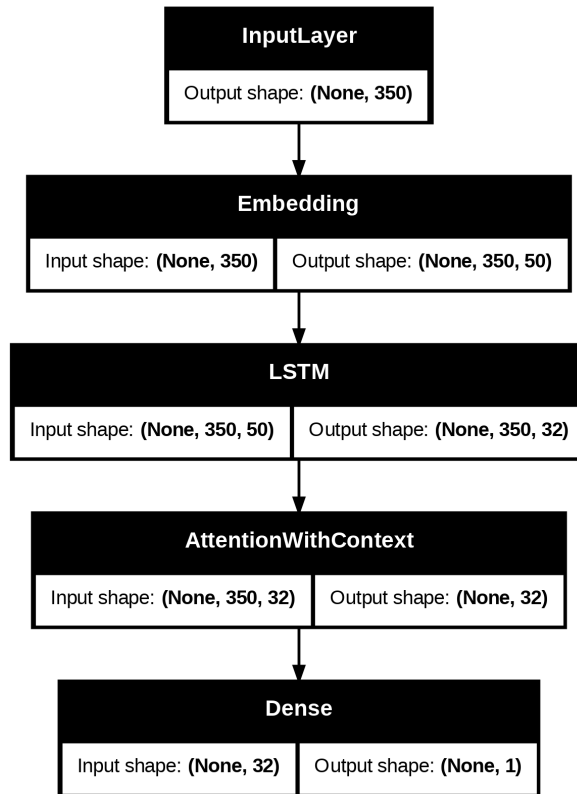 InputLayer
Output shape: (None, 350)
Embedding
Input shape: (None, 350) Output shape: (None, 350, 50)
LSTM
Input shape: (None, 350, 50) Output shape: (None, 350, 32)
AttentionWithContext
Input shape: (None, 350, 32) Output shape: (None, 32)
Dense
Input shape: (None, 32) Output shape: (None, 1)